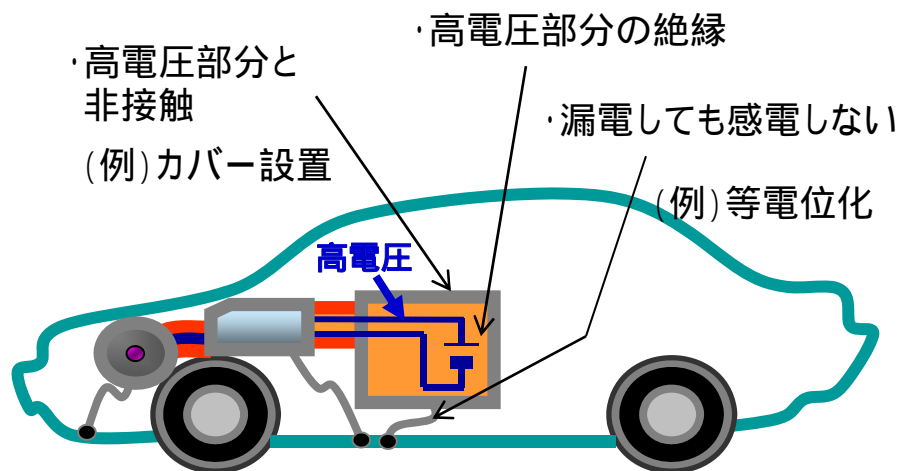 ･高電圧部分と
非接触
(例)カバー設置
･高電圧部分の絶縁
･漏電しても感電しない
(例)等電位化
高電圧